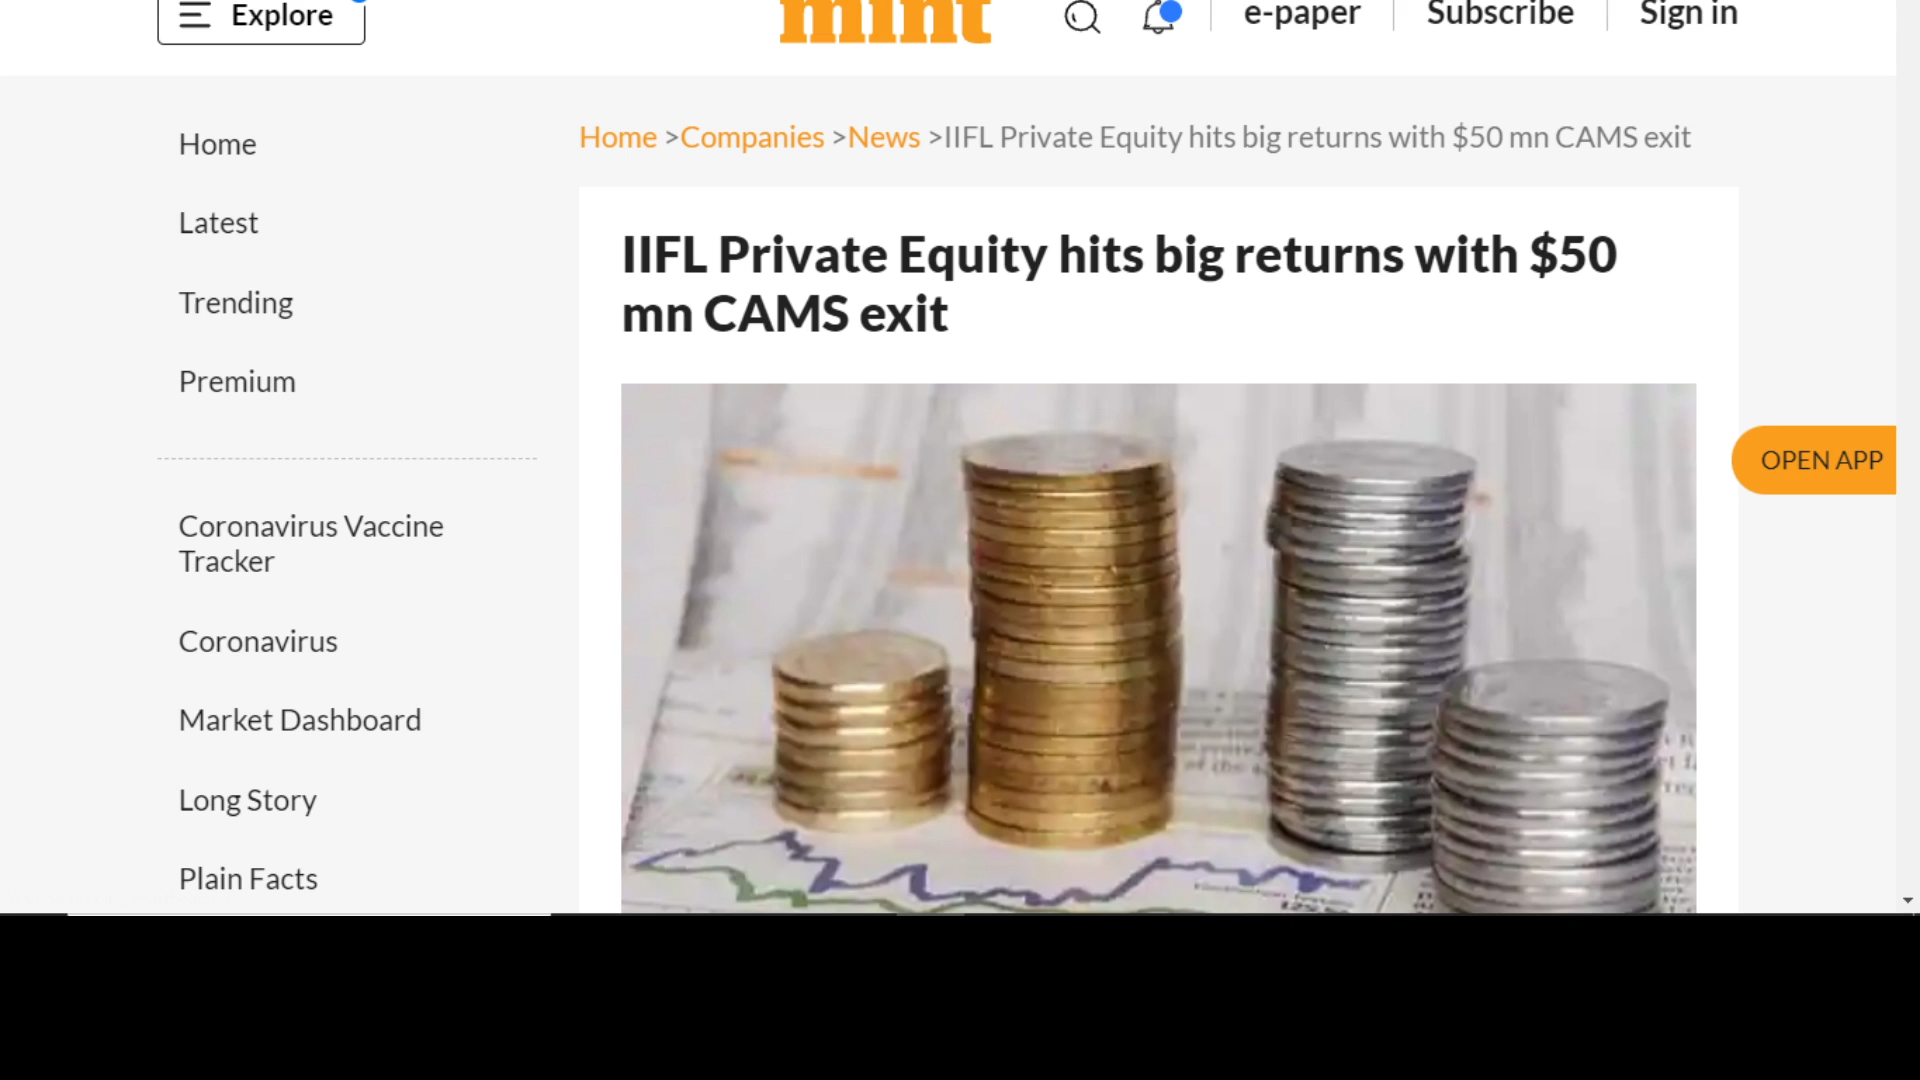 Explore
mint
e-paper
Subscribe
Sign in
Home >Companies >News >IIFL Private Equity hits big returns with $50 mn CAMS exit
Home
Latest
Trending
Premium
Coronavirus Vaccine
Tracker
Coronavirus
Market Dashboard
Long Story
Plain Facts
IIFL Private Equity hits big returns with $50
mn CAMS exit
OPEN APP